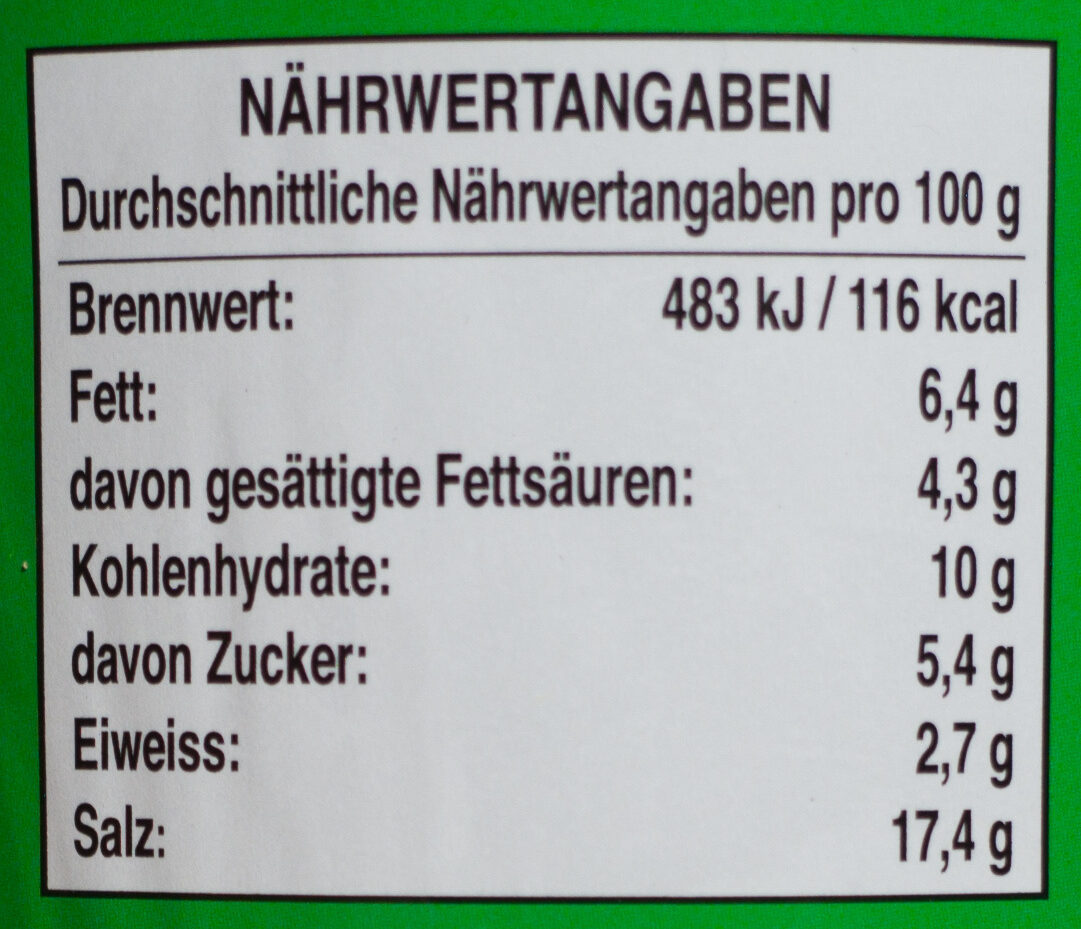 NÄHRWERTANGABEN
Durchschnittliche Nährwertangaben pro 100 g
Brennwert: 483 kJ / 116 kcal
Fett: 6,4 g
davon gesättigte Fettsäuren: 4,3 g
Kohlenhydrate: 10 g
davon Zucker: 5,4 g
Eiweiss: 2,7 g
Salz: 17,4 g